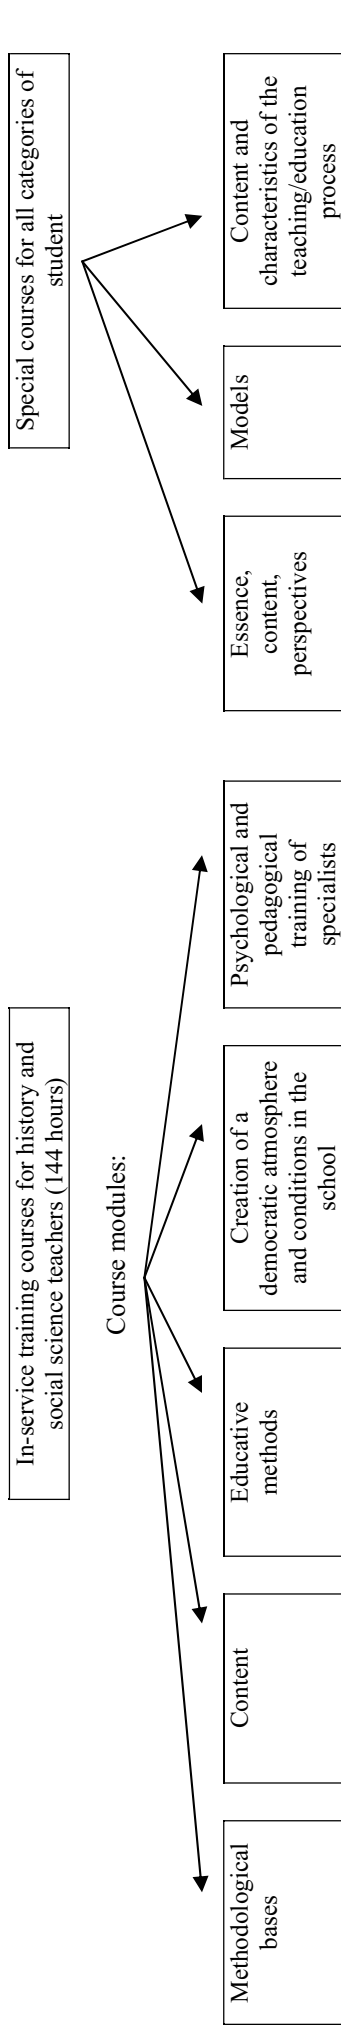 In-service training courses for history and
social science teachers (144 hours)
Special courses for all categories of
student
Course modules:
Methodological
bases
Content
Educative
methods
Creation of a
democratic atmosphere
and conditions in the
school
Psychological and
pedagogical
training of
specialists
Essence,
content,
perspectives
Models
Content and
characteristics of the
teaching/education
process